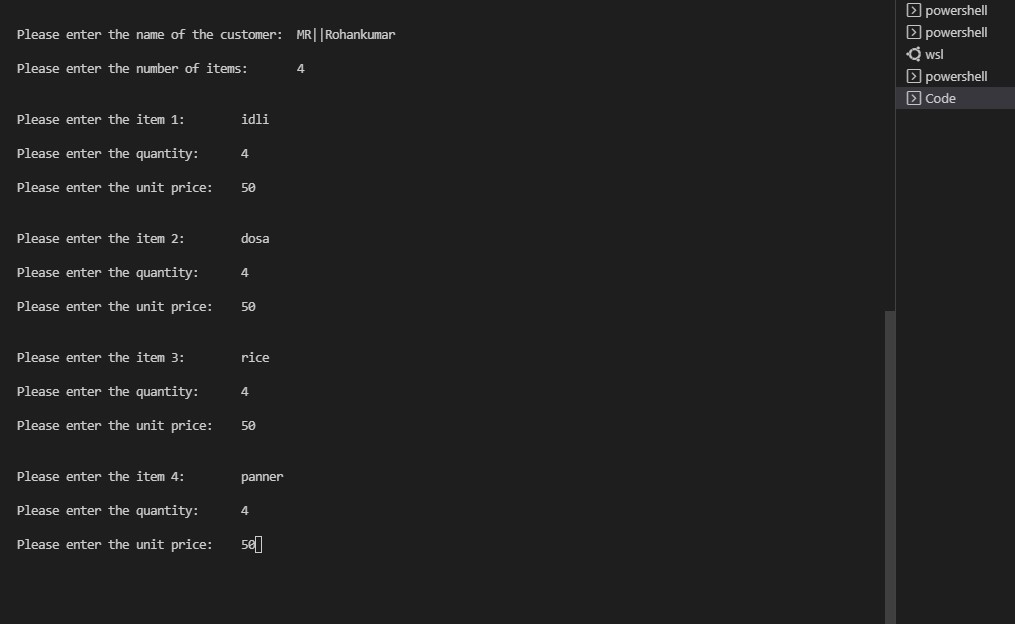 Please enter the name of the customer: MR||Rohankumar
Please enter the number of items: 4
Please enter the item 1: idli
Please enter the quantity: 4
Please enter the unit price: 50
Please enter the item 2: dosa
Please enter the quantity: 4
Please enter the unit price: 50
Please enter the item 3: rice
Please enter the quantity: 4
Please enter the unit price: 50
Please enter the item 4: panner
Please enter the quantity: 4
Please enter the unit price: 50
powershell
powershell
wsl
powershell
Code